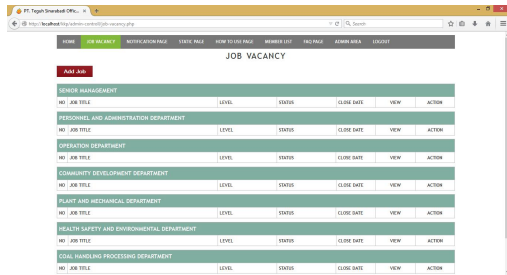 PT. Teguh Sinarabadi Offic...
http://localhost/kkp/admin-control/job-vacancy.php
Search
HOME JOB VACANCY NOTIFICATION PAGE STATIC PAGE HOW TO USE PAGE MEMBER LIST FAQ PAGE ADMIN AREA LOGOUT
JOB VACANCY
Add Job
SENIOR MANAGEMENT
NO JOB TITLE LEVEL STATUS CLOSE DATE VIEW ACTION
PERSONNEL AND ADMINISTRATION DEPARTMENT
NO JOB TITLE LEVEL STATUS CLOSE DATE VIEW ACTION
OPERATION DEPARTMENT
NO JOB TITLE LEVEL STATUS CLOSE DATE VIEW ACTION
COMMUNITY DEVELOPMENT DEPARTMENT
NO JOB TITLE LEVEL STATUS CLOSE DATE VIEW ACTION
PLANT AND MECHANICAL DEPARTMENT
NO JOB TITLE LEVEL STATUS CLOSE DATE VIEW ACTION
HEALTH SAFETY AND ENVIRONMENTAL DEPARTMENT
NO JOB TITLE LEVEL STATUS CLOSE DATE VIEW ACTION
COAL HANDLING PROCESSING DEPARTMENT
NO JOB TITLE LEVEL STATUS CLOSE DATE VIEW ACTION